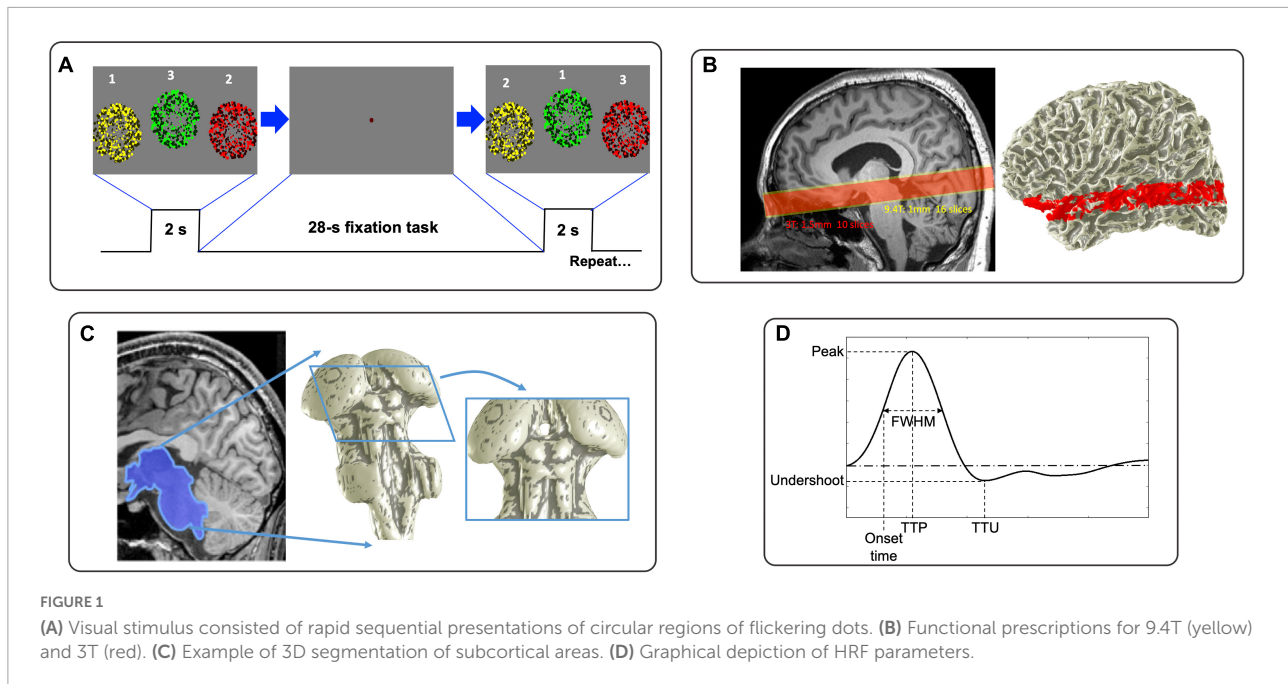 A
1
3
2
2
1
3
2 s
28-s fixation task
2 s
Repeat…
B
9.4T: 1mm 16 slices
10 slices
C
D
Peak
FWHM
Undershoot
Onset
time
TTP
TTU
FIGURE 1
(A) Visual stimulus consisted of rapid sequential presentations of circular regions of flickering dots. (B) Functional prescriptions for 9.4T (yellow)
and 3T (red). (C) Example of 3D segmentation of subcortical areas. (D) Graphical depiction of HRF parameters.